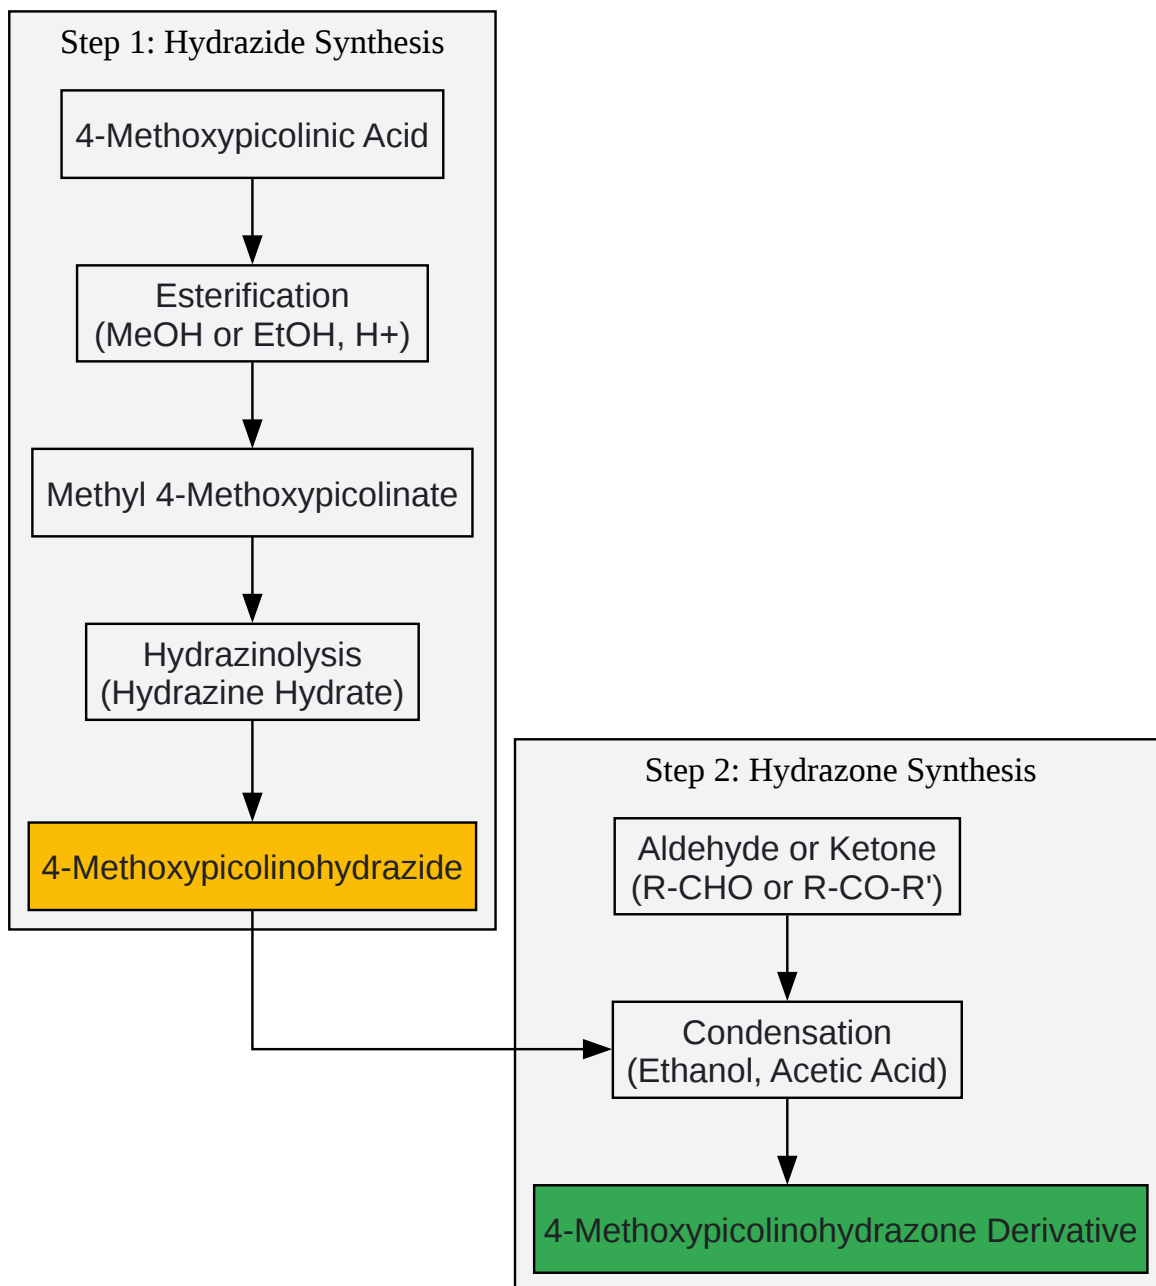 Step 1: Hydrazide Synthesis
4-Methoxypicolinic Acid
Esterification
(MeOH or EtOH, H+)
Methyl 4-Methoxypicolinate
Hydrazinolysis
(Hydrazine Hydrate)
4-Methoxypicolinohydrazide
Step 2: Hydrazone Synthesis
Aldehyde or Ketone
(R-CHO or R-CO-R')
Condensation
(Ethanol, Acetic Acid)
4-Methoxypicolinohydrazone Derivative